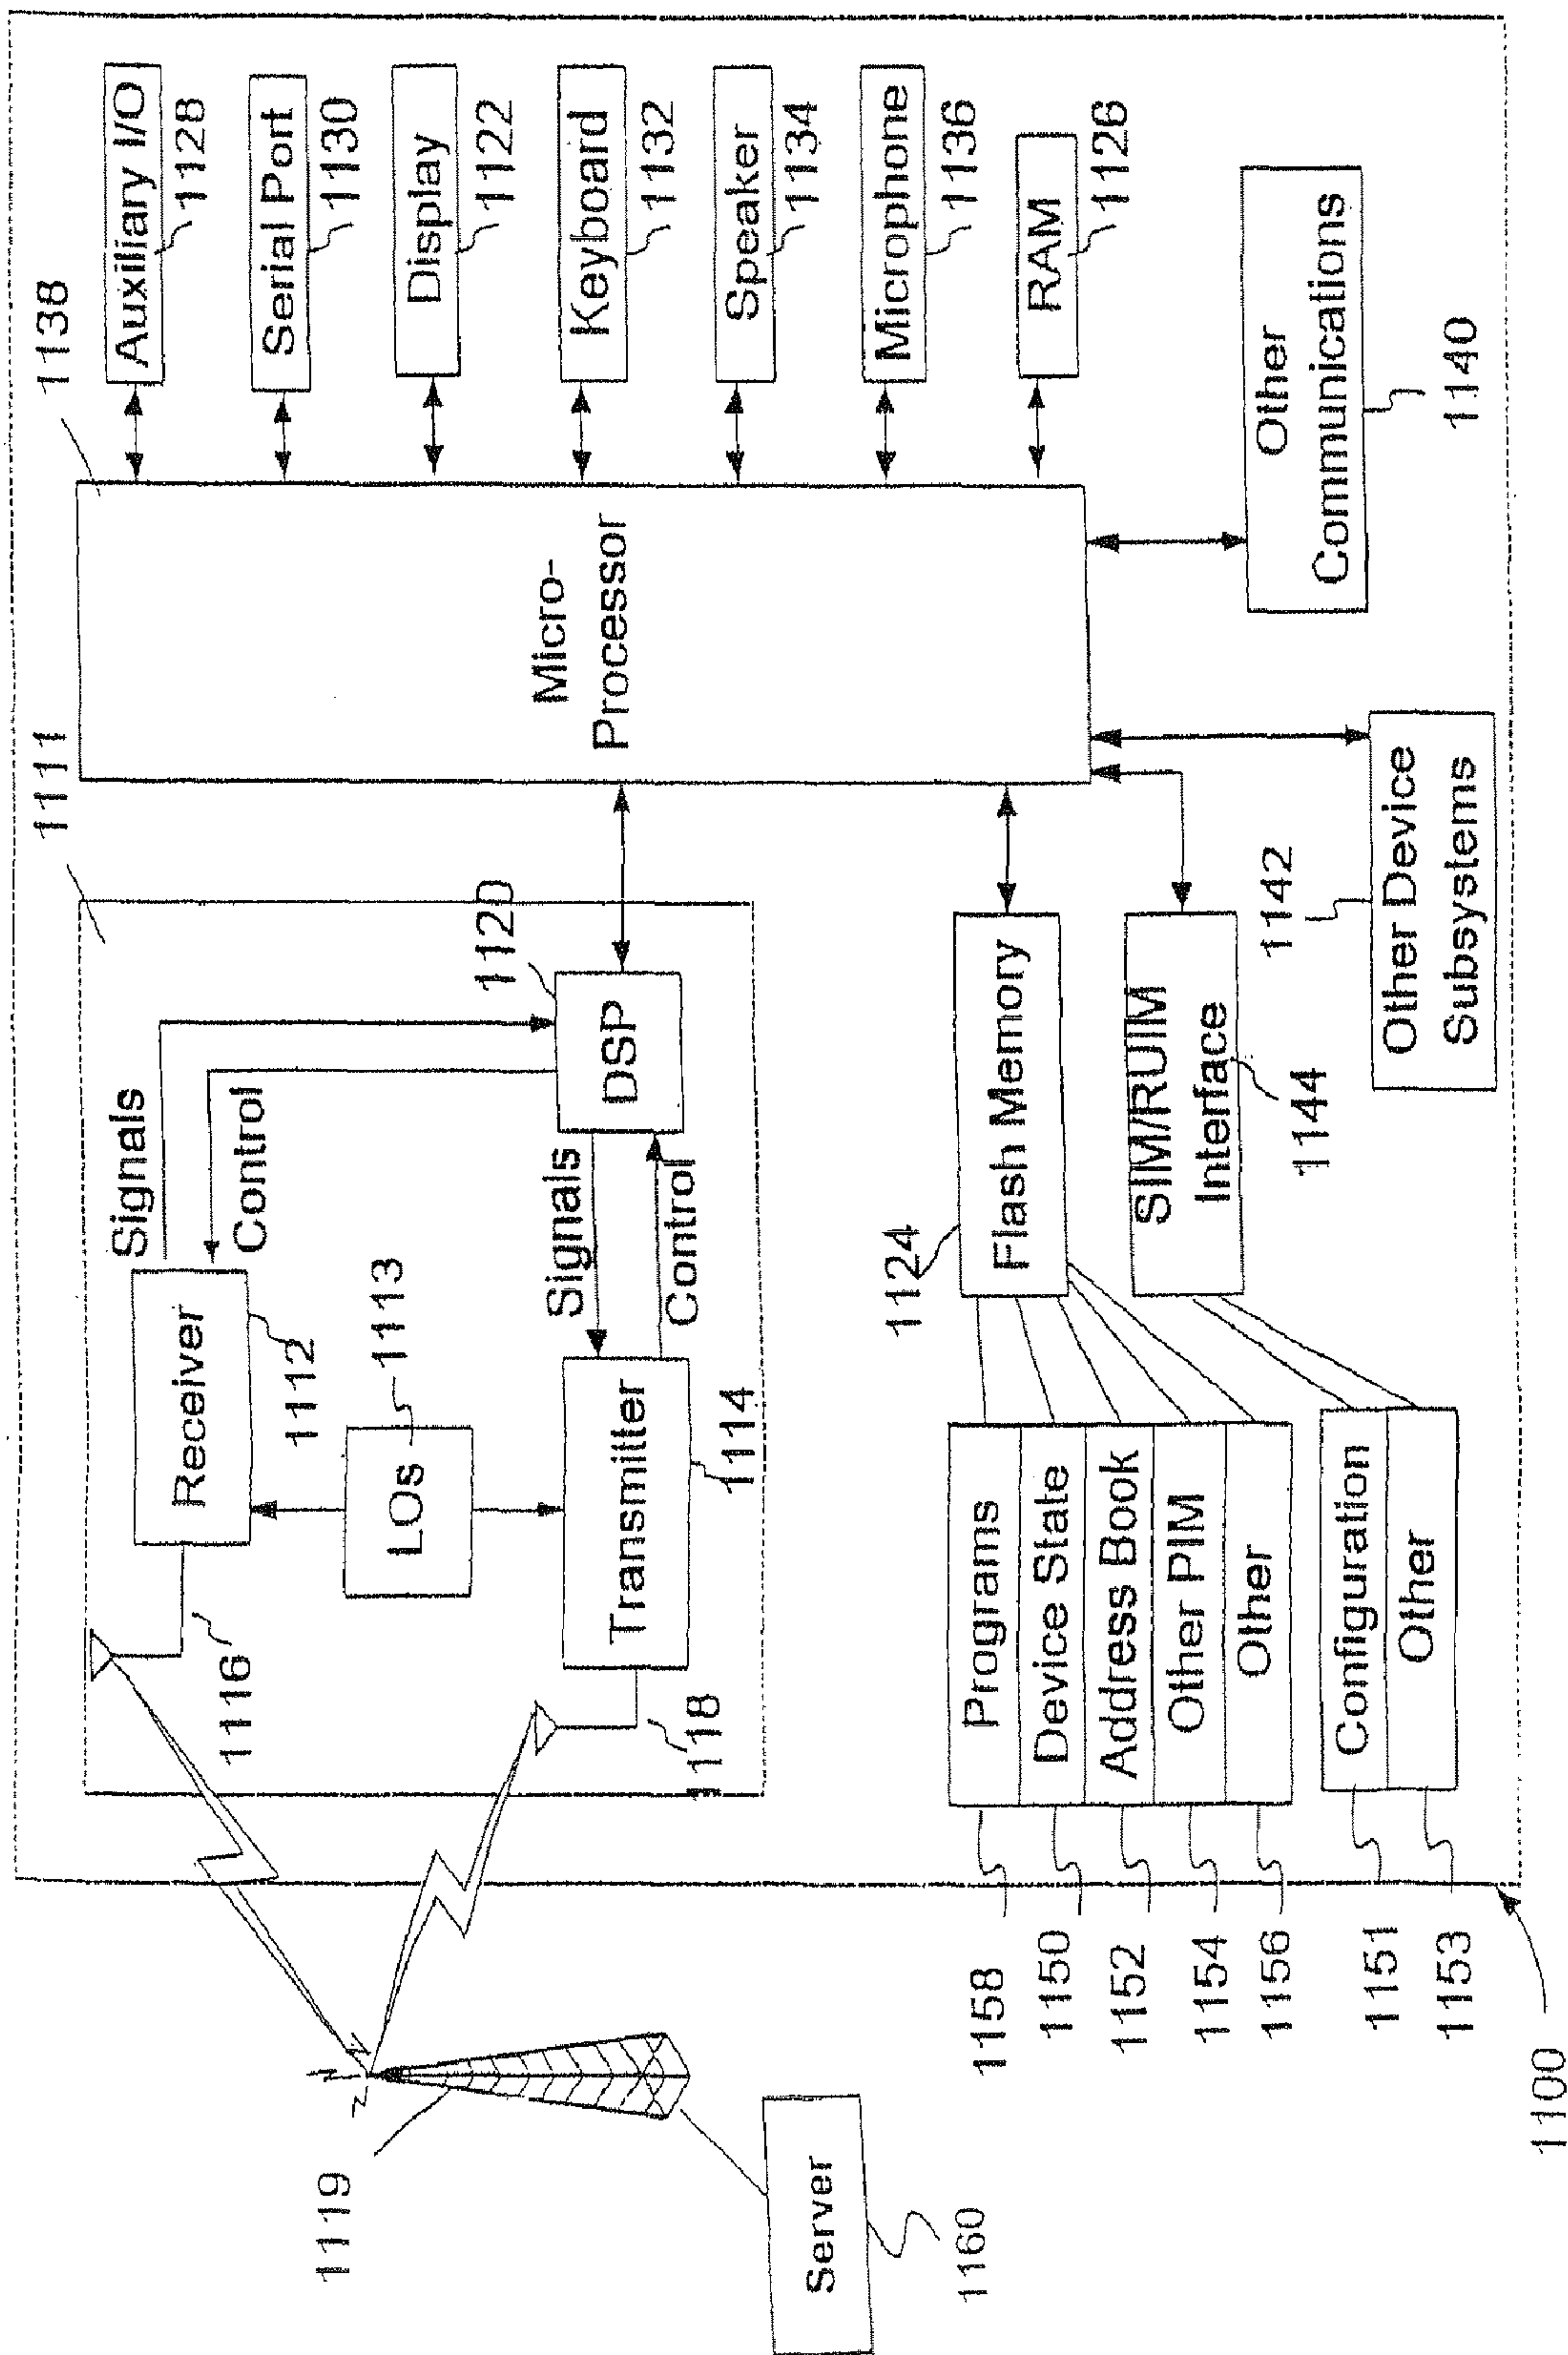 1138
Auxiliary I/O
1128
Serial Port
1130
Display
1122
Keyboard
1132
Speaker
1134
Microphone
1136
RAM
1126
Other
Communications
1140
Micro-
Processor
1111
Signals
Control
Receiver
1112
1116
LOs
1113
Signals
Control
DSP
1120
Transmitter
1114
1118
1124
Flash Memory
SIM/RUIM
Interface
1144
1142
Other Device
Subsystems
Programs
Device State
Address Book
Other PIM
Other
Configuration
Other
1158
1150
1152
1154
1156
1151
1153
1100
1119
Server
1160